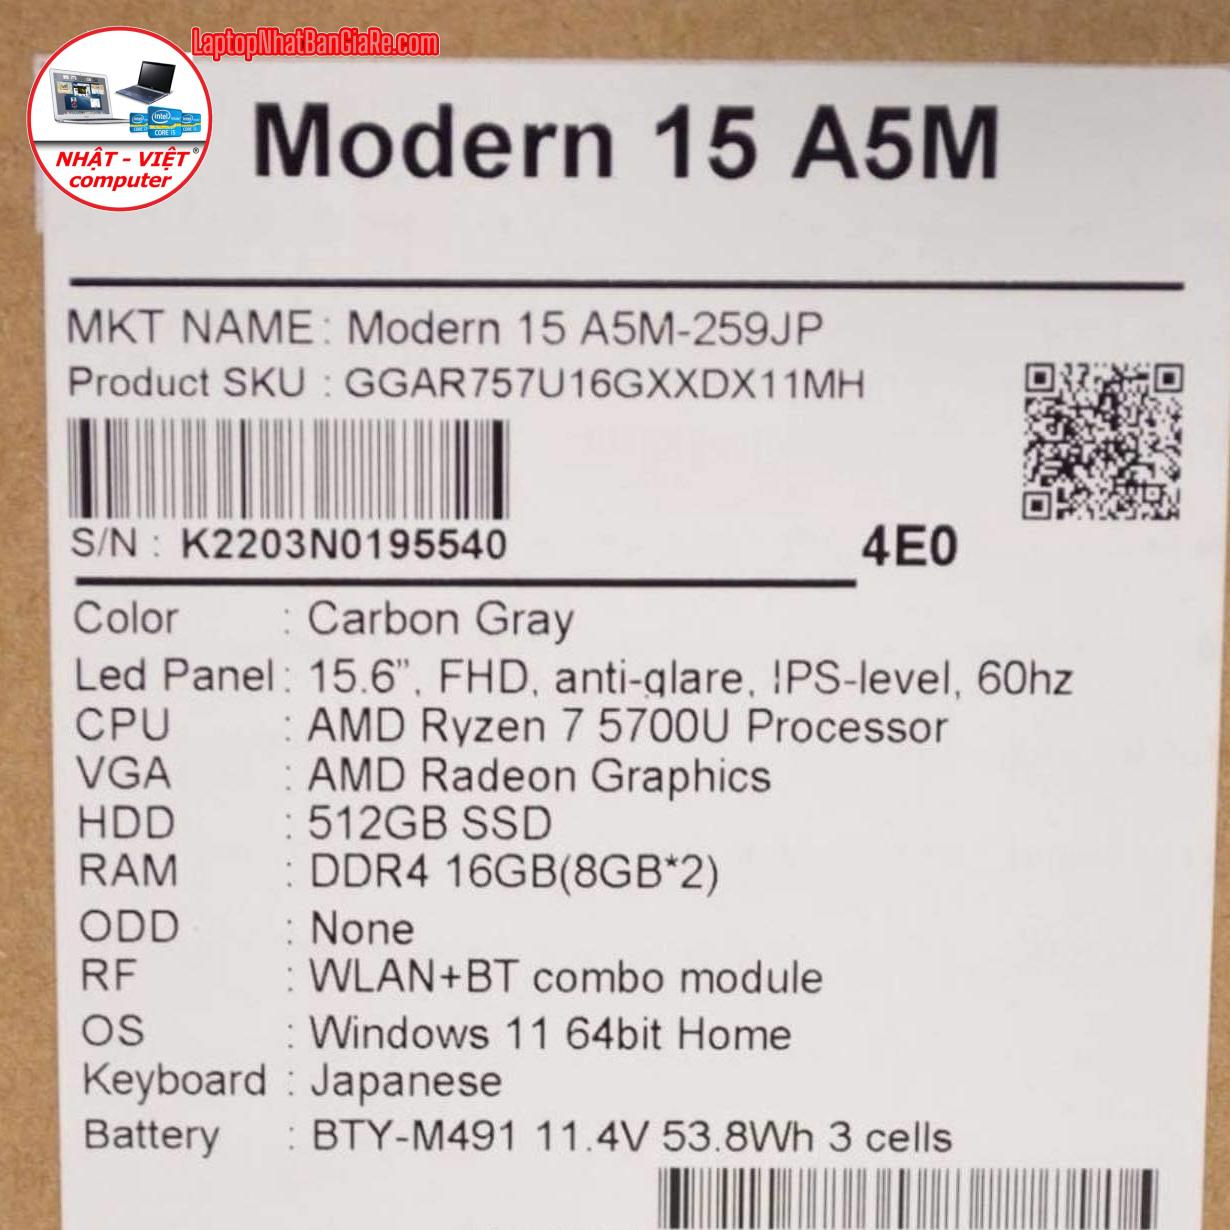 LaptopNhatBanGiaRe.com
intel
CORE i5
NHẬT - VIỆT®
computer
Modern 15 A5M
MKT NAME : Modern 15 A5M-259JP
Product SKU : GGAR757U16GXXDX11MH
S/N : K2203N0195540
4E0
Color : Carbon Gray
Led Panel : 15.6”, FHD, anti-glare, IPS-level, 60hz
CPU : AMD Ryzen 7 5700U Processor
VGA : AMD Radeon Graphics
HDD : 512GB SSD
RAM : DDR4 16GB(8GB*2)
ODD : None
RF : WLAN+BT combo module
OS : Windows 11 64bit Home
Keyboard : Japanese
Battery : BTY-M491 11.4V 53.8Wh 3 cells